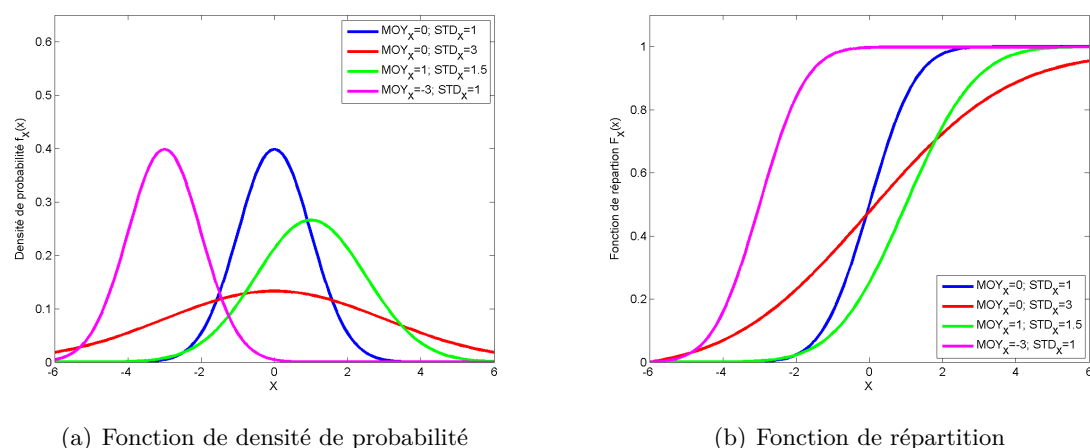 0.6
0.5
0.4
0.3
0.2
0.1
0
-6
-4
-2
0
2
4
6
X
Densité de probabilité f_X(x)
MOY_X=0; STD_X=1
MOY_X=0; STD_X=3
MOY_X=1; STD_X=1.5
MOY_X=-3; STD_X=1
(a) Fonction de densité de probabilité
1
0.8
0.6
0.4
0.2
0
-6
-4
-2
0
2
4
6
X
Fonction de répartion F_X(x)
MOY_X=0; STD_X=1
MOY_X=0; STD_X=3
MOY_X=1; STD_X=1.5
MOY_X=-3; STD_X=1
(b) Fonction de répartition